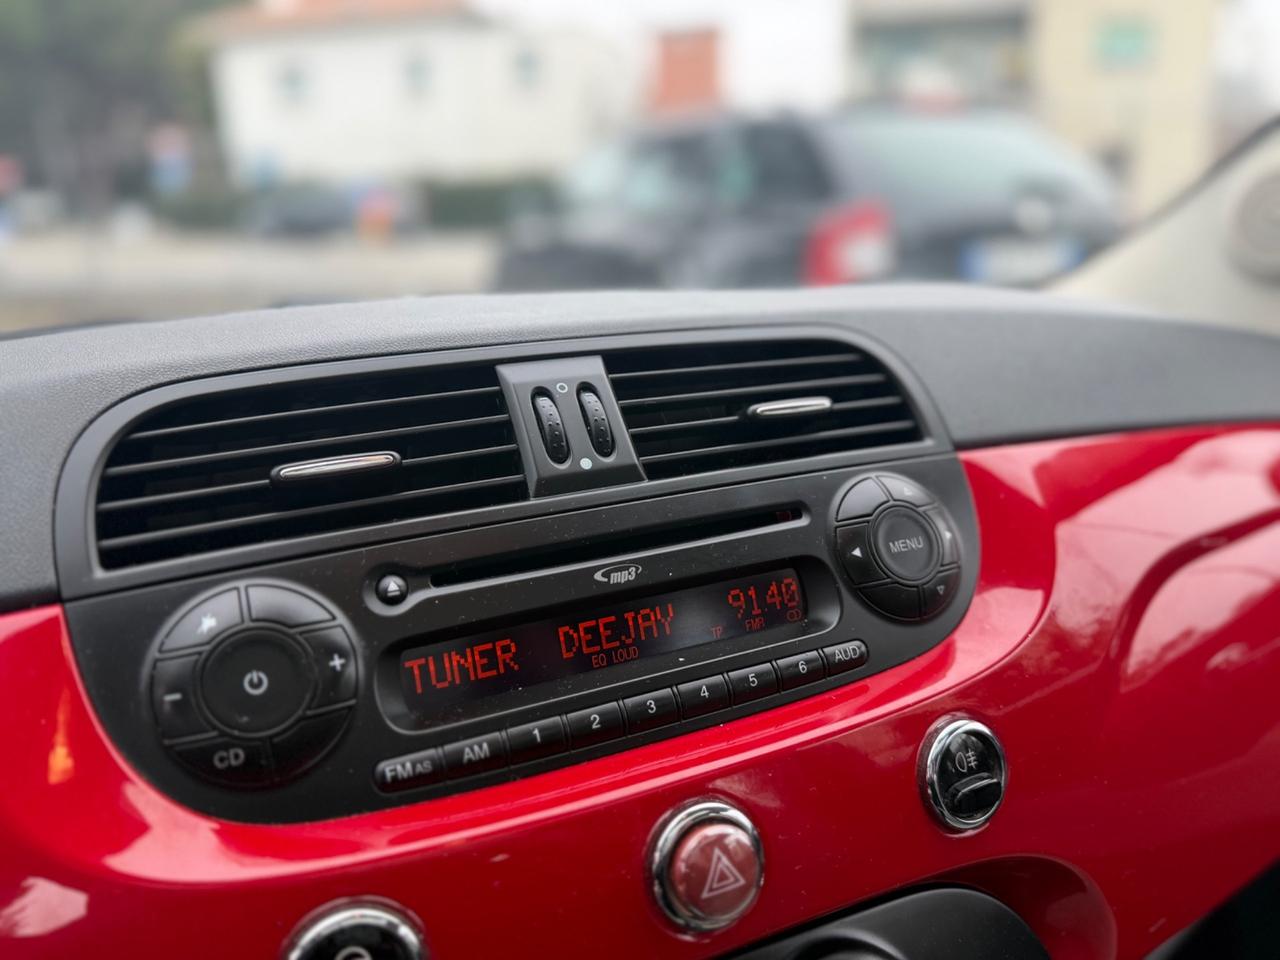 mp3
TUNER DEEJAY 91.40
EQ LOUD TP FMR
MENU
CD
FM AS AM 1 2 3 4 5 6 AUD